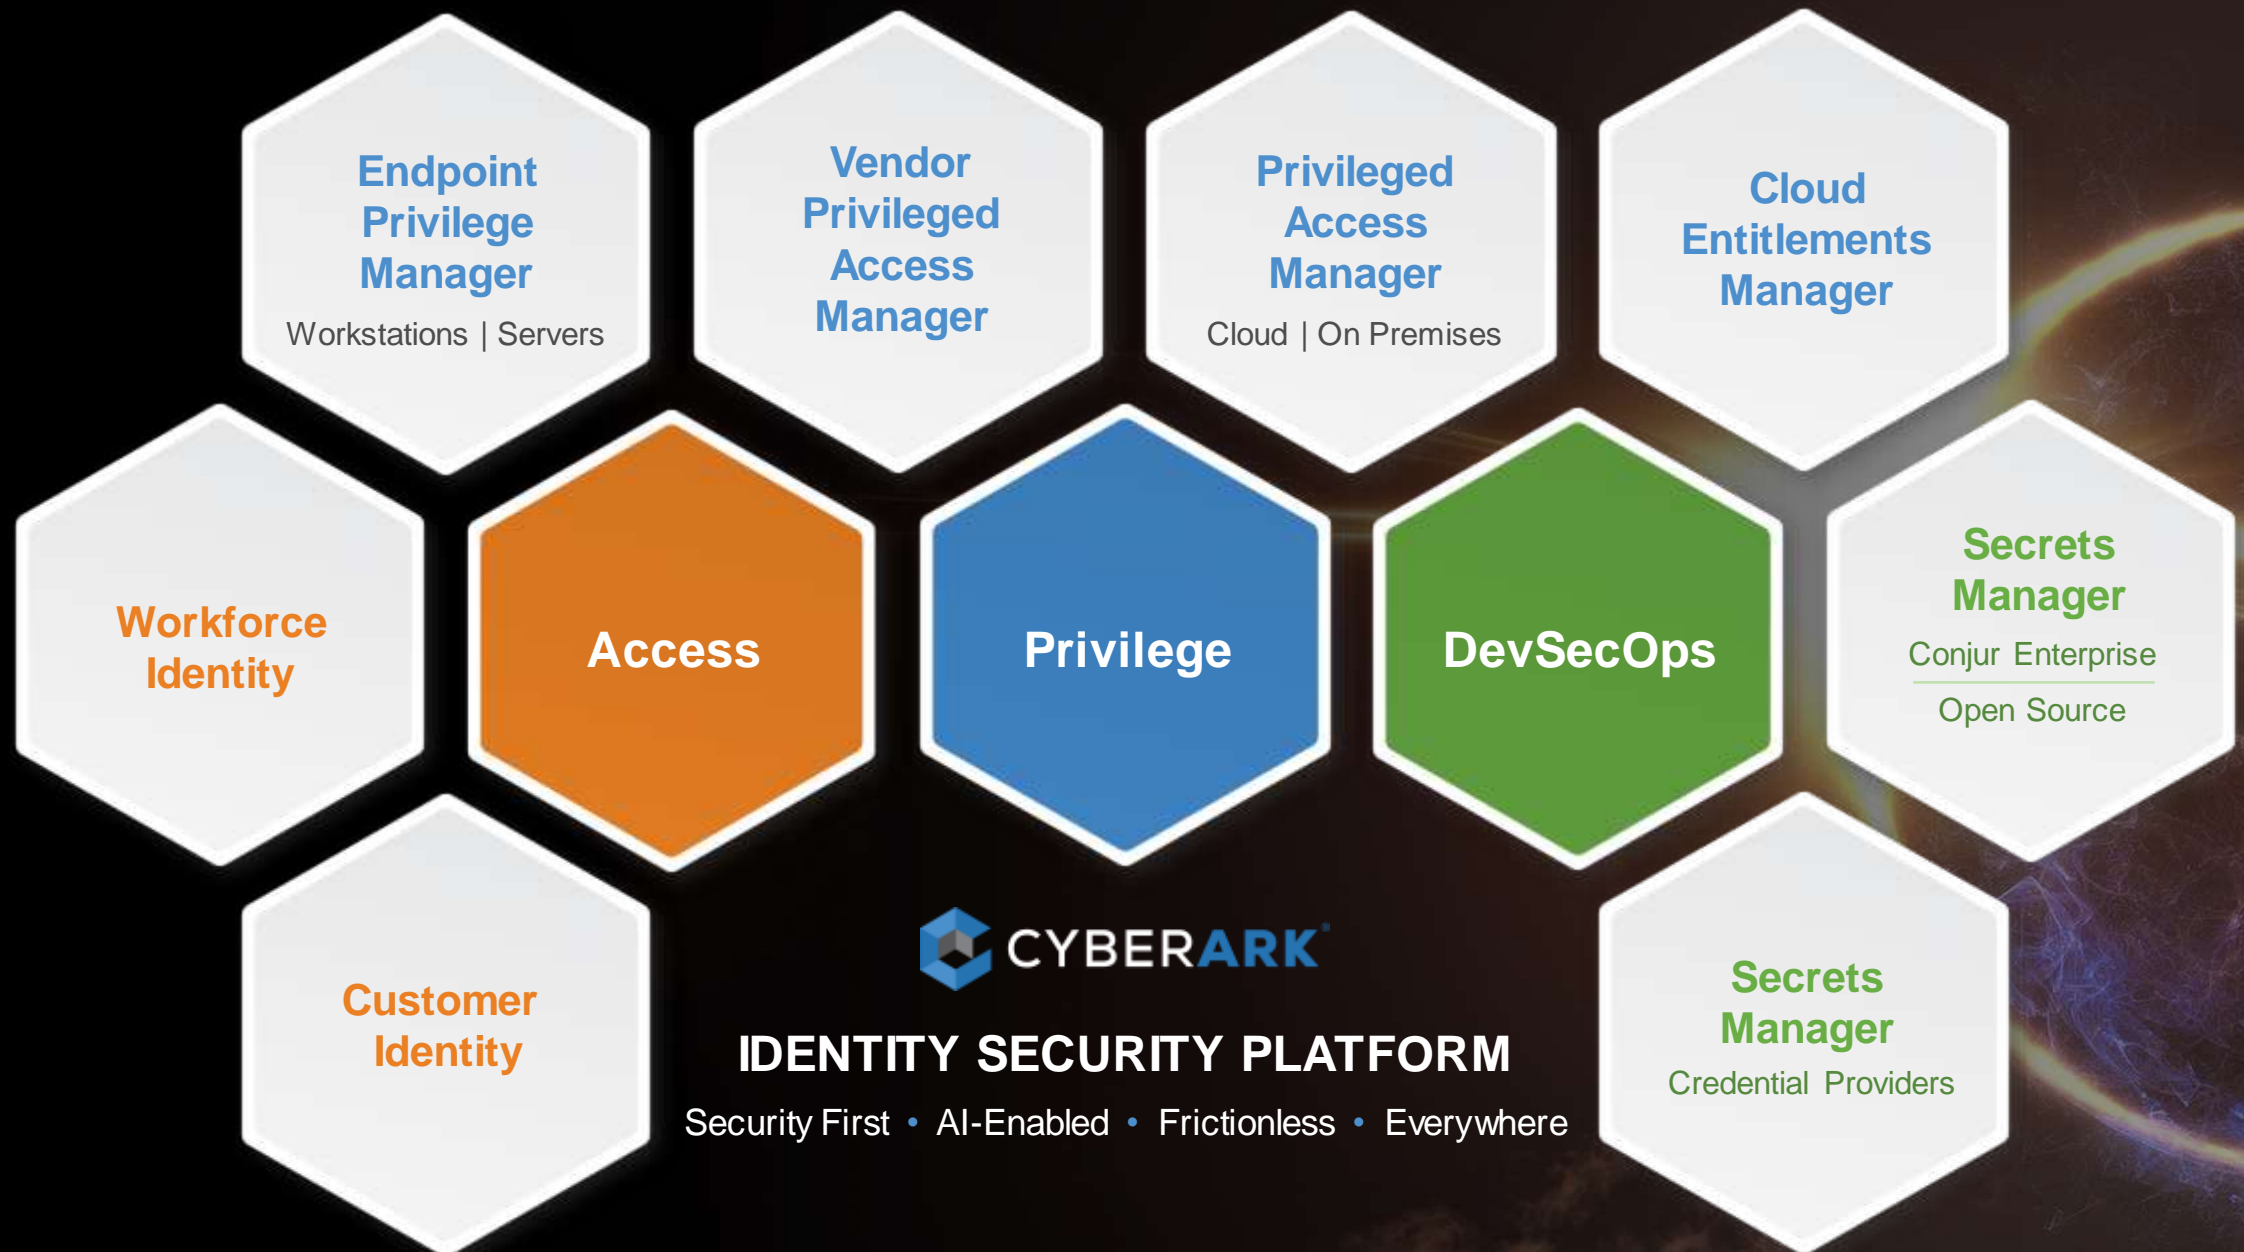 Endpoint
Privilege
Manager
Workstations | Servers
Vendor
Privileged
Access
Manager
Privileged
Access
Manager
Cloud | On Premises
Cloud
Entitlements
Manager
Workforce
Identity
Access
Privilege
DevSecOps
Secrets
Manager
Conjur Enterprise
Open Source
Customer
Identity
CYBERARK®
IDENTITY SECURITY PLATFORM
Security First • AI-Enabled • Frictionless • Everywhere
Secrets
Manager
Credential Providers